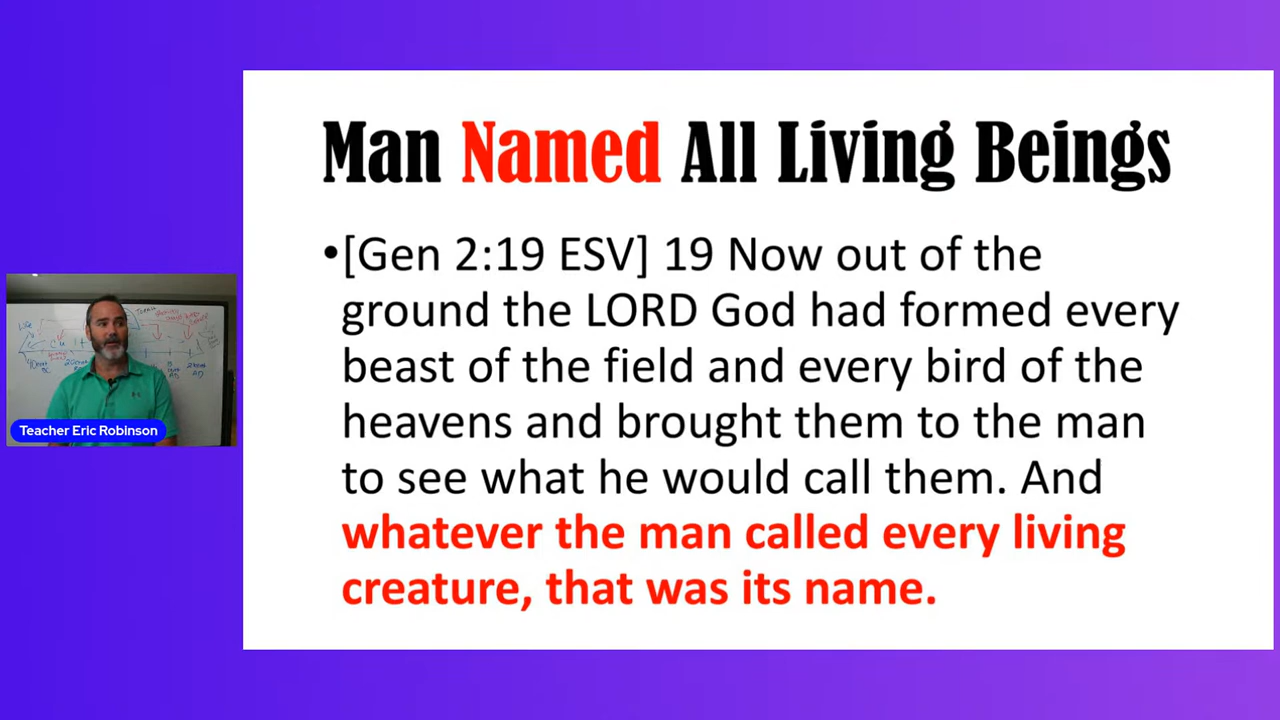 Man Named All Living Beings
•[Gen 2:19 ESV] 19 Now out of the
ground the LORD God had formed every
beast of the field and every bird of the
heavens and brought them to the man
to see what he would call them. And
whatever the man called every living
creature, that was its name.
Teacher Eric Robinson